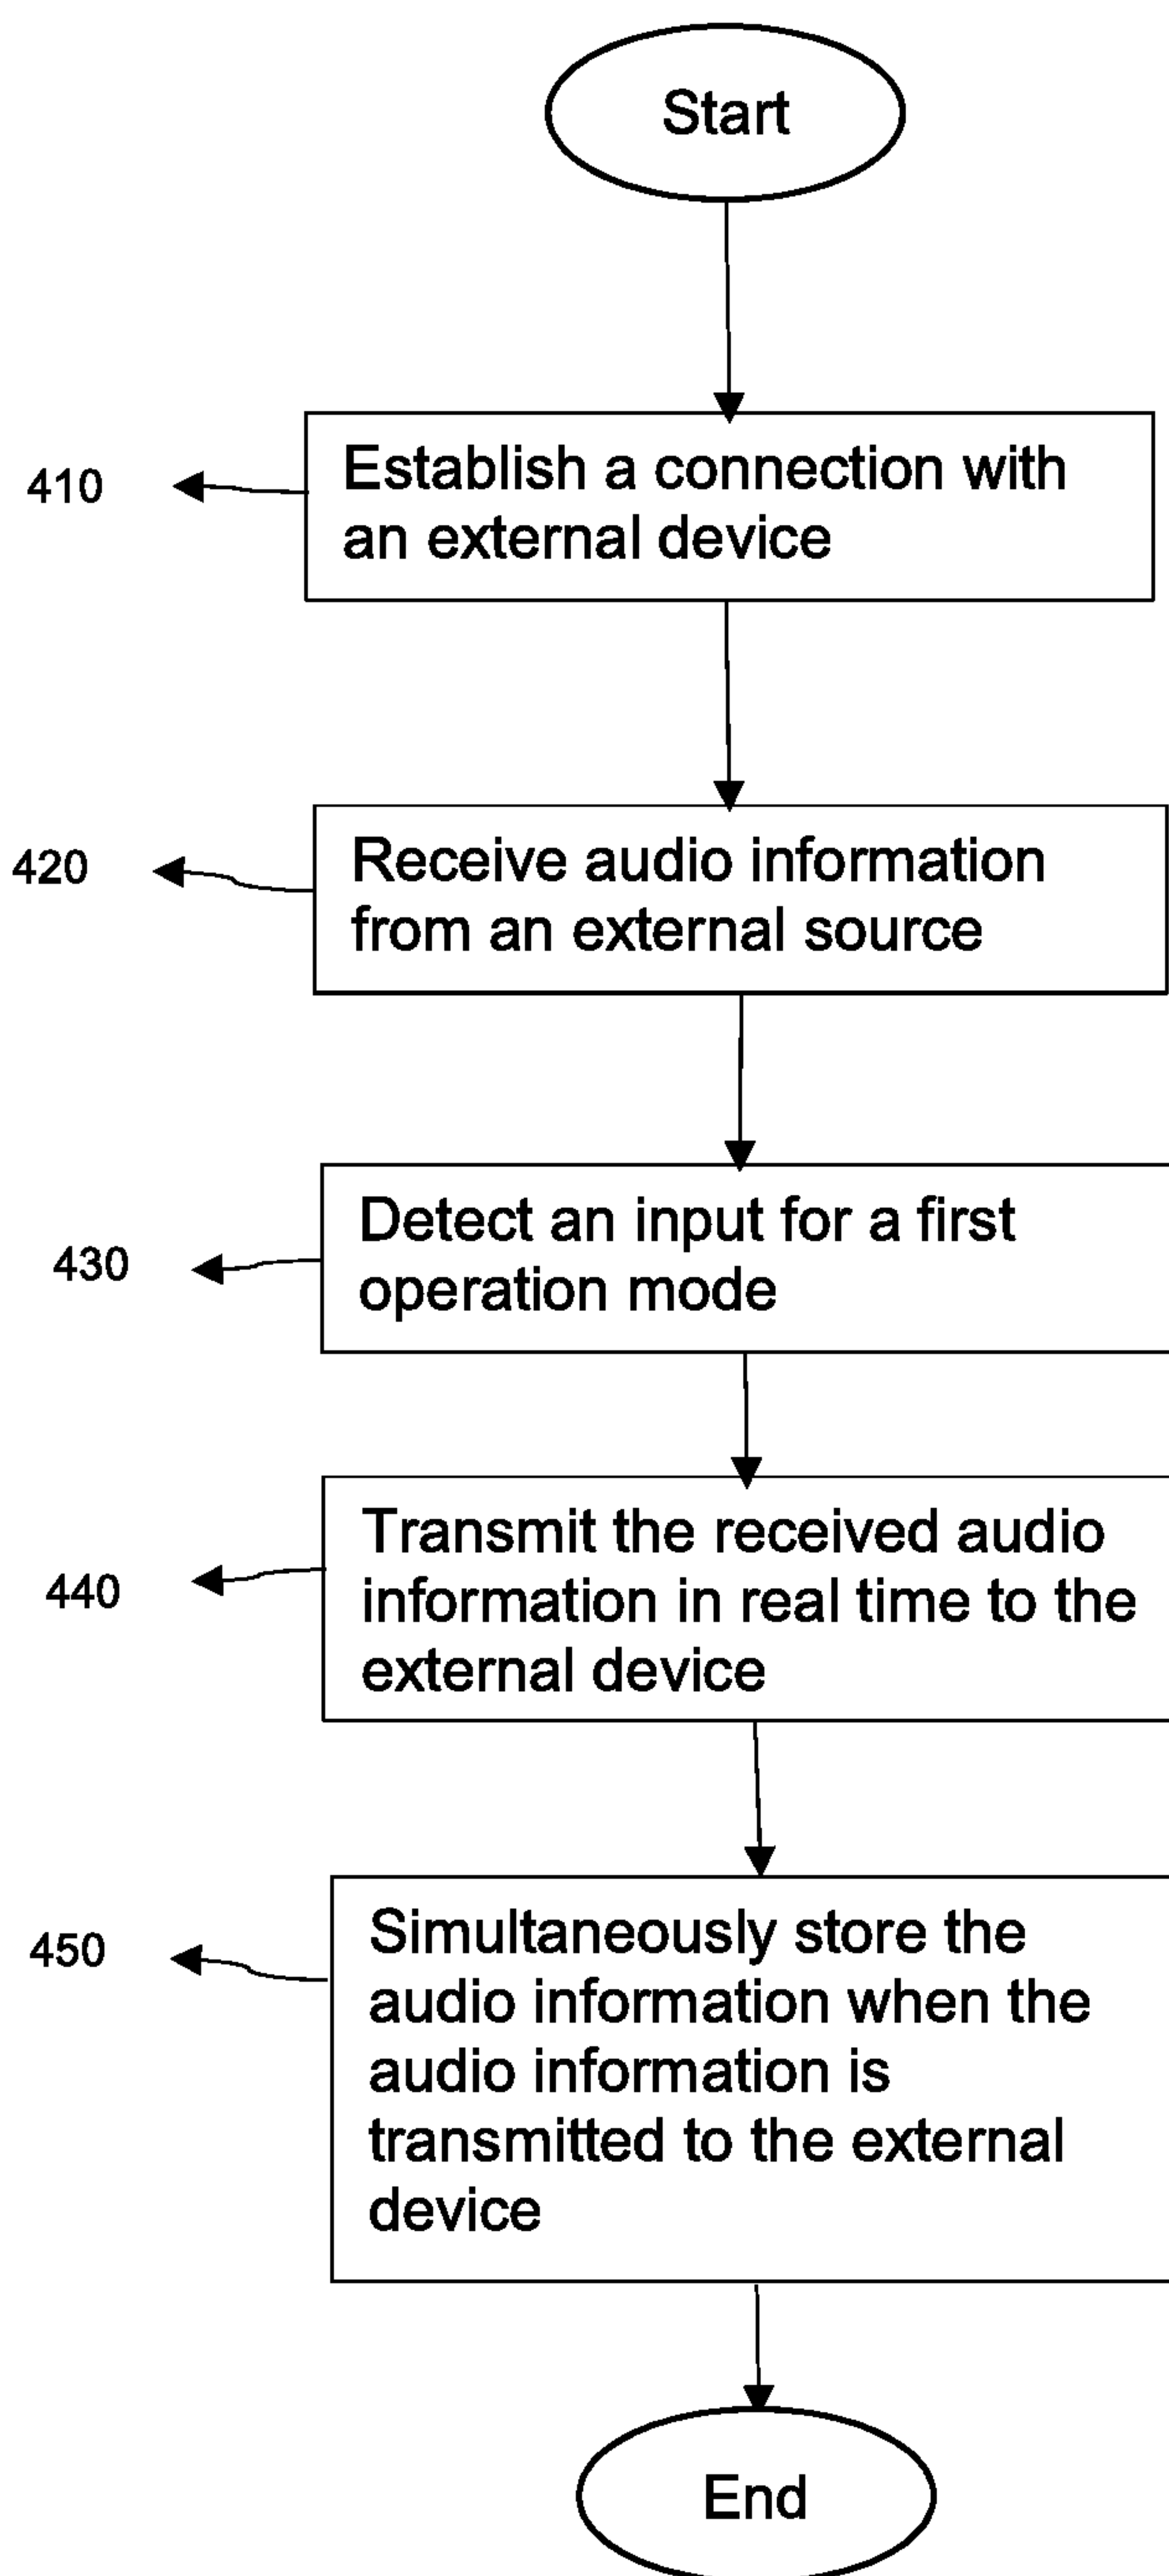 Start
410
Establish a connection with
an external device
420
Receive audio information
from an external source
430
Detect an input for a first
operation mode
440
Transmit the received audio
information in real time to the
external device
450
Simultaneously store the
audio information when the
audio information is
transmitted to the external
device
End